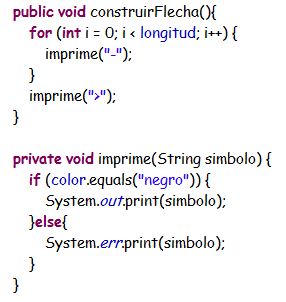 public void construirFlecha(){
for (int i = 0; i < longitud; i++) {
imprime("-");
}
imprime(">");
}
private void imprime(String simbolo) {
if (color.equals("negro")) {
System.out.print(simbolo);
}else{
System.err.print(simbolo);
}
}